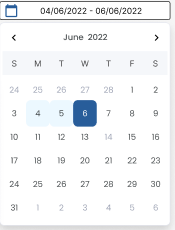 04/06/2022 - 06/06/2022
June 2022
S M T W T F S
24 25 26 27 28 1 2
3 4 5 6 7 8 9
10 11 12 13 14 15 16
17 18 19 20 21 22 23
24 25 26 27 28 29 30
31 1 2 3 4 5 6